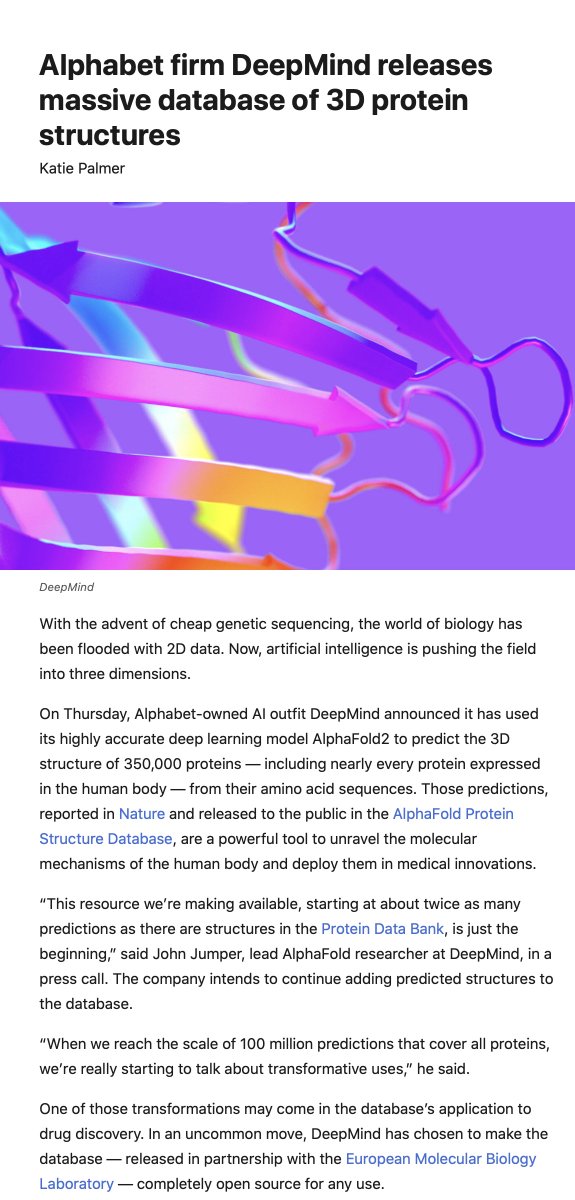 Alphabet firm DeepMind releases
massive database of 3D protein
structures
Katie Palmer
DeepMind
With the advent of cheap genetic sequencing, the world of biology has
been flooded with 2D data. Now, artificial intelligence is pushing the field
into three dimensions.
On Thursday, Alphabet-owned AI outfit DeepMind announced it has used
its highly accurate deep learning model AlphaFold2 to predict the 3D
structure of 350,000 proteins — including nearly every protein expressed
in the human body — from their amino acid sequences. Those predictions,
reported in Nature and released to the public in the AlphaFold Protein
Structure Database, are a powerful tool to unravel the molecular
mechanisms of the human body and deploy them in medical innovations.
“This resource we’re making available, starting at about twice as many
predictions as there are structures in the Protein Data Bank, is just the
beginning,” said John Jumper, lead AlphaFold researcher at DeepMind, in a
press call. The company intends to continue adding predicted structures to
the database.
“When we reach the scale of 100 million predictions that cover all proteins,
we’re really starting to talk about transformative uses,” he said.
One of those transformations may come in the database’s application to
drug discovery. In an uncommon move, DeepMind has chosen to make the
database — released in partnership with the European Molecular Biology
Laboratory — completely open source for any use.